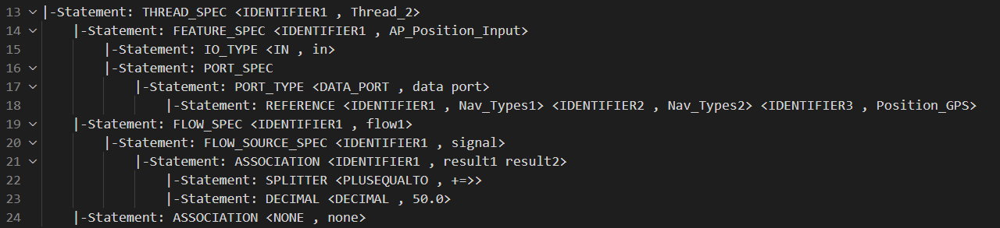 13 |-Statement: THREAD_SPEC <IDENTIFIER1 , Thread_2>
14 |-Statement: FEATURE_SPEC <IDENTIFIER1 , AP_Position_Input>
15 |-Statement: IO_TYPE <IN , in>
16 |-Statement: PORT_SPEC
17 |-Statement: PORT_TYPE <DATA_PORT , data port>
18 |-Statement: REFERENCE <IDENTIFIER1 , Nav_Types1> <IDENTIFIER2 , Nav_Types2> <IDENTIFIER3 , Position_GPS>
19 |-Statement: FLOW_SPEC <IDENTIFIER1 , flow1>
20 |-Statement: FLOW_SOURCE_SPEC <IDENTIFIER1 , signal>
21 |-Statement: ASSOCIATION <IDENTIFIER1 , result1 result2>
22 |-Statement: SPLITTER <PLUSEQUALTO , +=>>
23 |-Statement: DECIMAL <DECIMAL , 50.0>
24 |-Statement: ASSOCIATION <NONE , none>